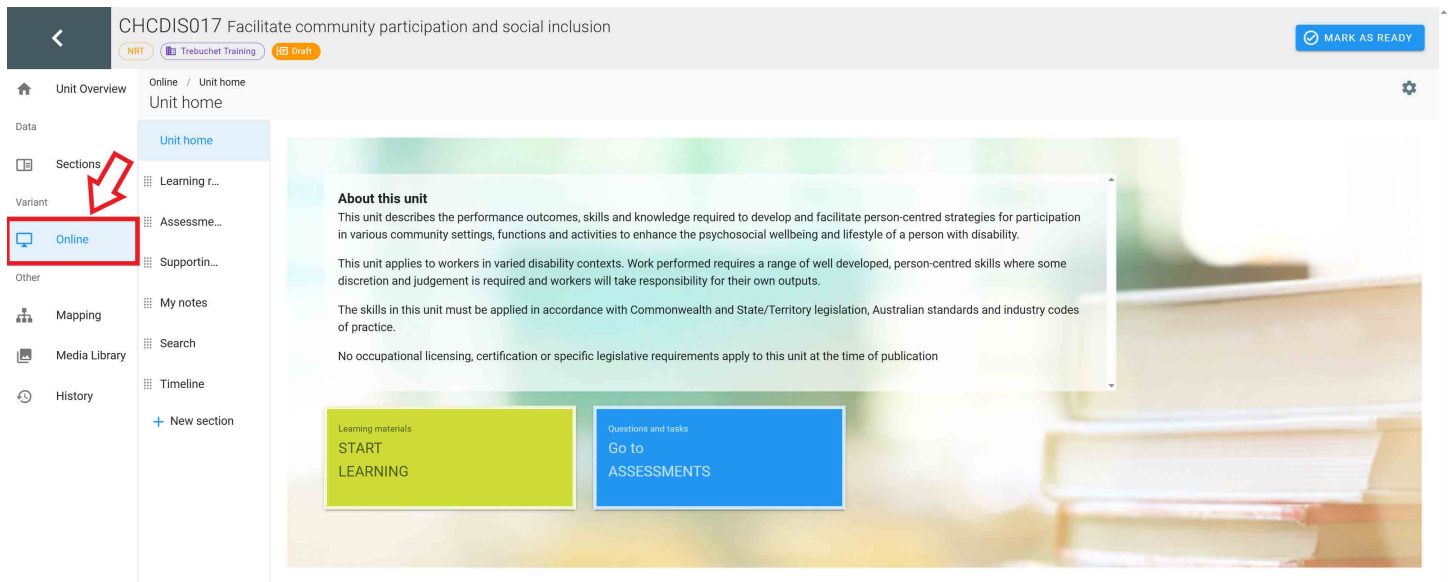 CHCDIS017 Facilitate community participation and social inclusion
NRT
Trebuchet Training
Draft
MARK AS READY
Unit Overview
Data
Sections
Variant
Online
Other
Mapping
Media Library
History
Online / Unit home
Unit home
Unit home
Learning r...
Assessme...
Supportin...
My notes
Search
Timeline
+ New section
About this unit
This unit describes the performance outcomes, skills and knowledge required to develop and facilitate person-centred strategies for participation
in various community settings, functions and activities to enhance the psychosocial wellbeing and lifestyle of a person with disability.
This unit applies to workers in varied disability contexts. Work performed requires a range of well developed, person-centred skills where some
discretion and judgement is required and workers will take responsibility for their own outputs.
The skills in this unit must be applied in accordance with Commonwealth and State/Territory legislation, Australian standards and industry codes
of practice.
No occupational licensing, certification or specific legislative requirements apply to this unit at the time of publication
Learning materials
START
LEARNING
Questions and tasks
Go to
ASSESSMENTS